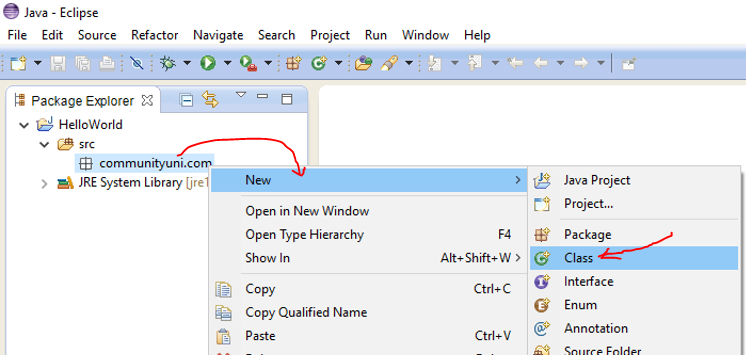 Java - Eclipse
File Edit Source Refactor Navigate Search Project Run Window Help
Package Explorer
HelloWorld
src
communityuni.com
JRE System Library [jre1
New
Open in New Window
Open Type Hierarchy F4
Show In Alt+Shift+W
Copy Ctrl+C
Copy Qualified Name
Paste Ctrl+V
Java Project
Project...
Package
Class
Interface
Enum
Annotation
Source Folder